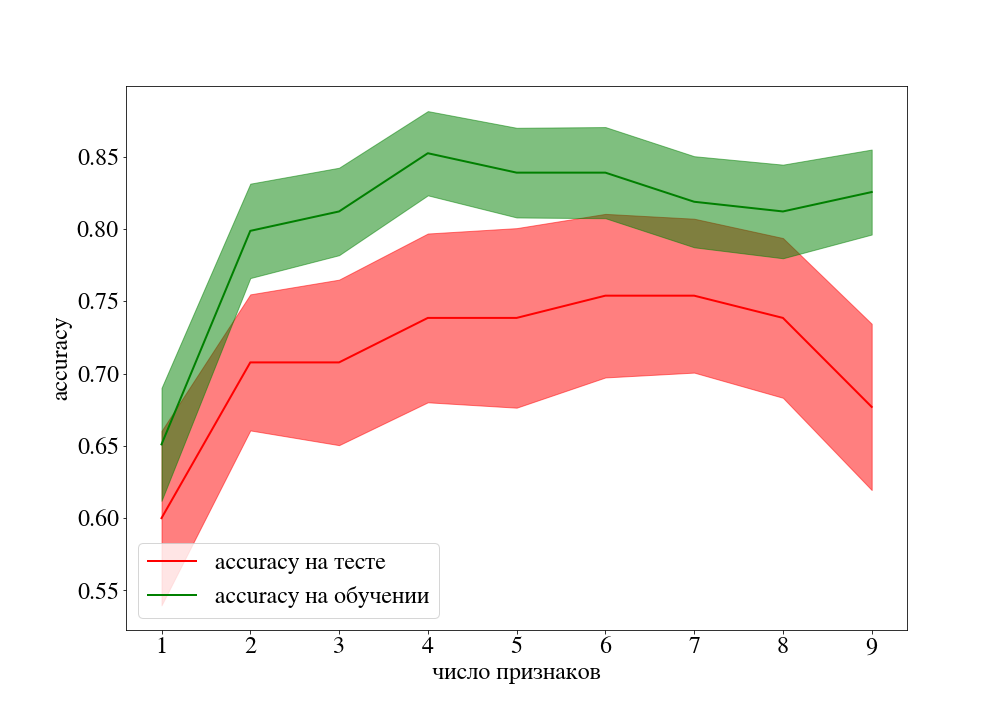 accuracy
0.85
0.80
0.75
0.70
0.65
0.60
0.55
accuracy на тесте
accuracy на обучении
1 2 3 4 5 6 7 8 9
число признаков